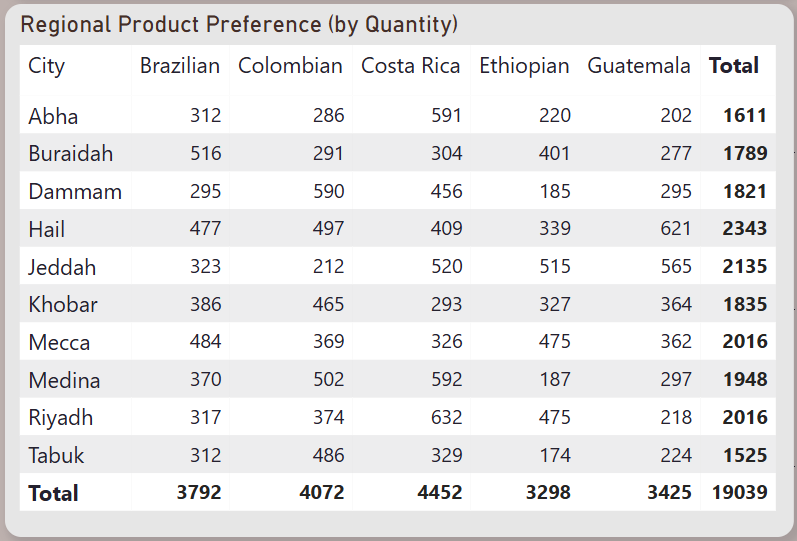 Regional Product Preference (by Quantity)
City Brazilian Colombian Costa Rica Ethiopian Guatemala Total
Abha 312 286 591 220 202 1611
Buraidah 516 291 304 401 277 1789
Dammam 295 590 456 185 295 1821
Hail 477 497 409 339 621 2343
Jeddah 323 212 520 515 565 2135
Khobar 386 465 293 327 364 1835
Mecca 484 369 326 475 362 2016
Medina 370 502 592 187 297 1948
Riyadh 317 374 632 475 218 2016
Tabuk 312 486 329 174 224 1525
Total 3792 4072 4452 3298 3425 19039